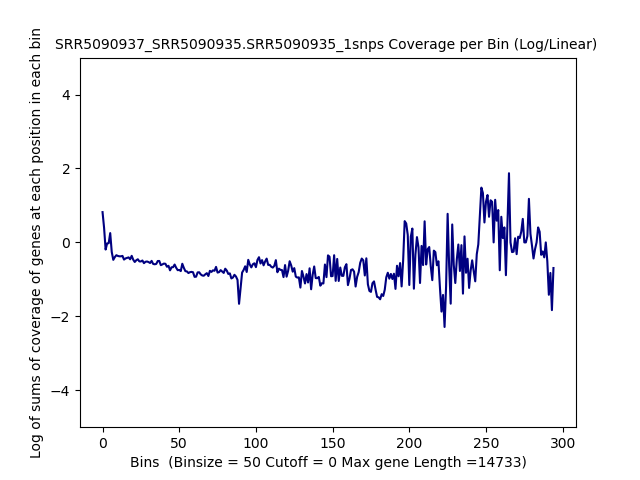 SRR5090937_SRR5090935.SRR5090935_1snps Coverage per Bin (Log/Linear)
Log of sums of coverage of genes at each position in each bin
4
2
0
−2
−4
0 50 100 150 200 250 300
Bins  (Binsize = 50 Cutoff = 0 Max gene Length =14733)